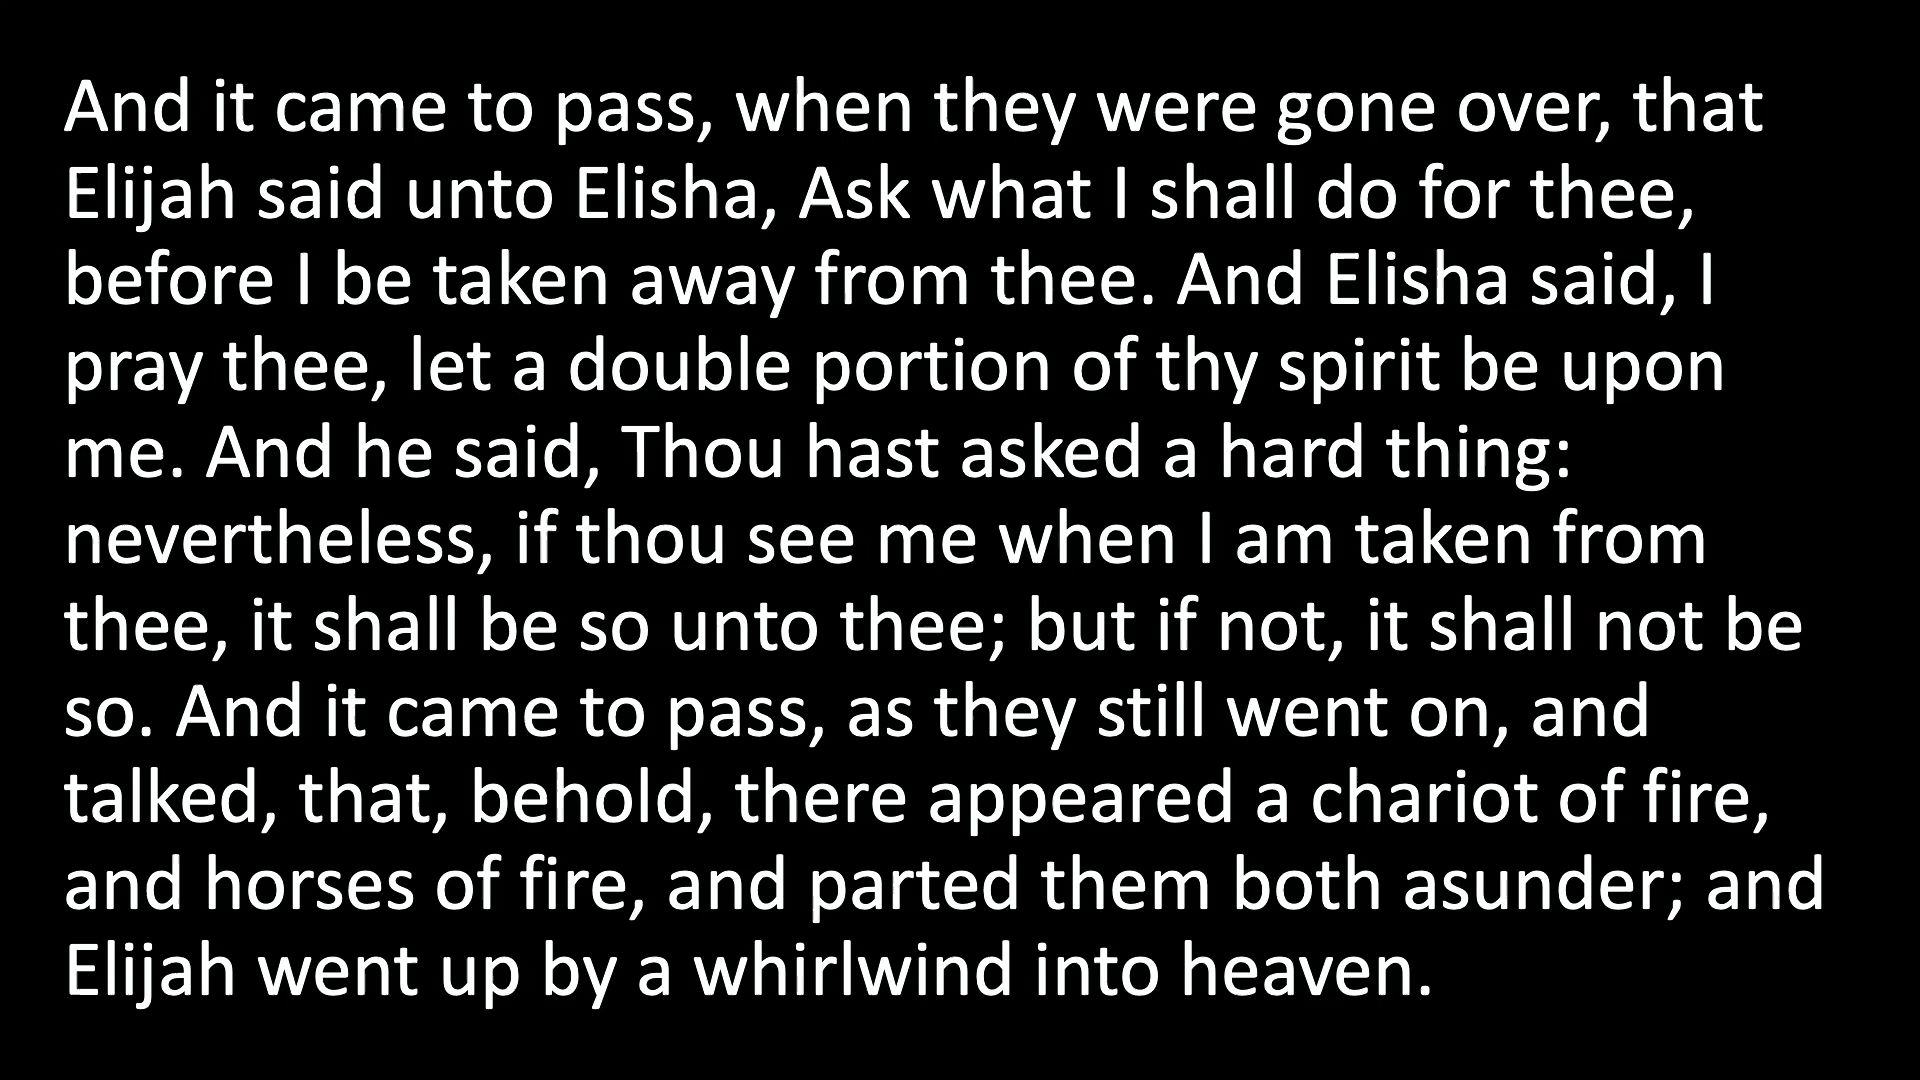 And it came to pass, when they were gone over, that
Elijah said unto Elisha, Ask what I shall do for thee,
before I be taken away from thee. And Elisha said, I
pray thee, let a double portion of thy spirit be upon
me. And he said, Thou hast asked a hard thing:
nevertheless, if thou see me when I am taken from
thee, it shall be so unto thee; but if not, it shall not be
so. And it came to pass, as they still went on, and
talked, that, behold, there appeared a chariot of fire,
and horses of fire, and parted them both asunder; and
Elijah went up by a whirlwind into heaven.